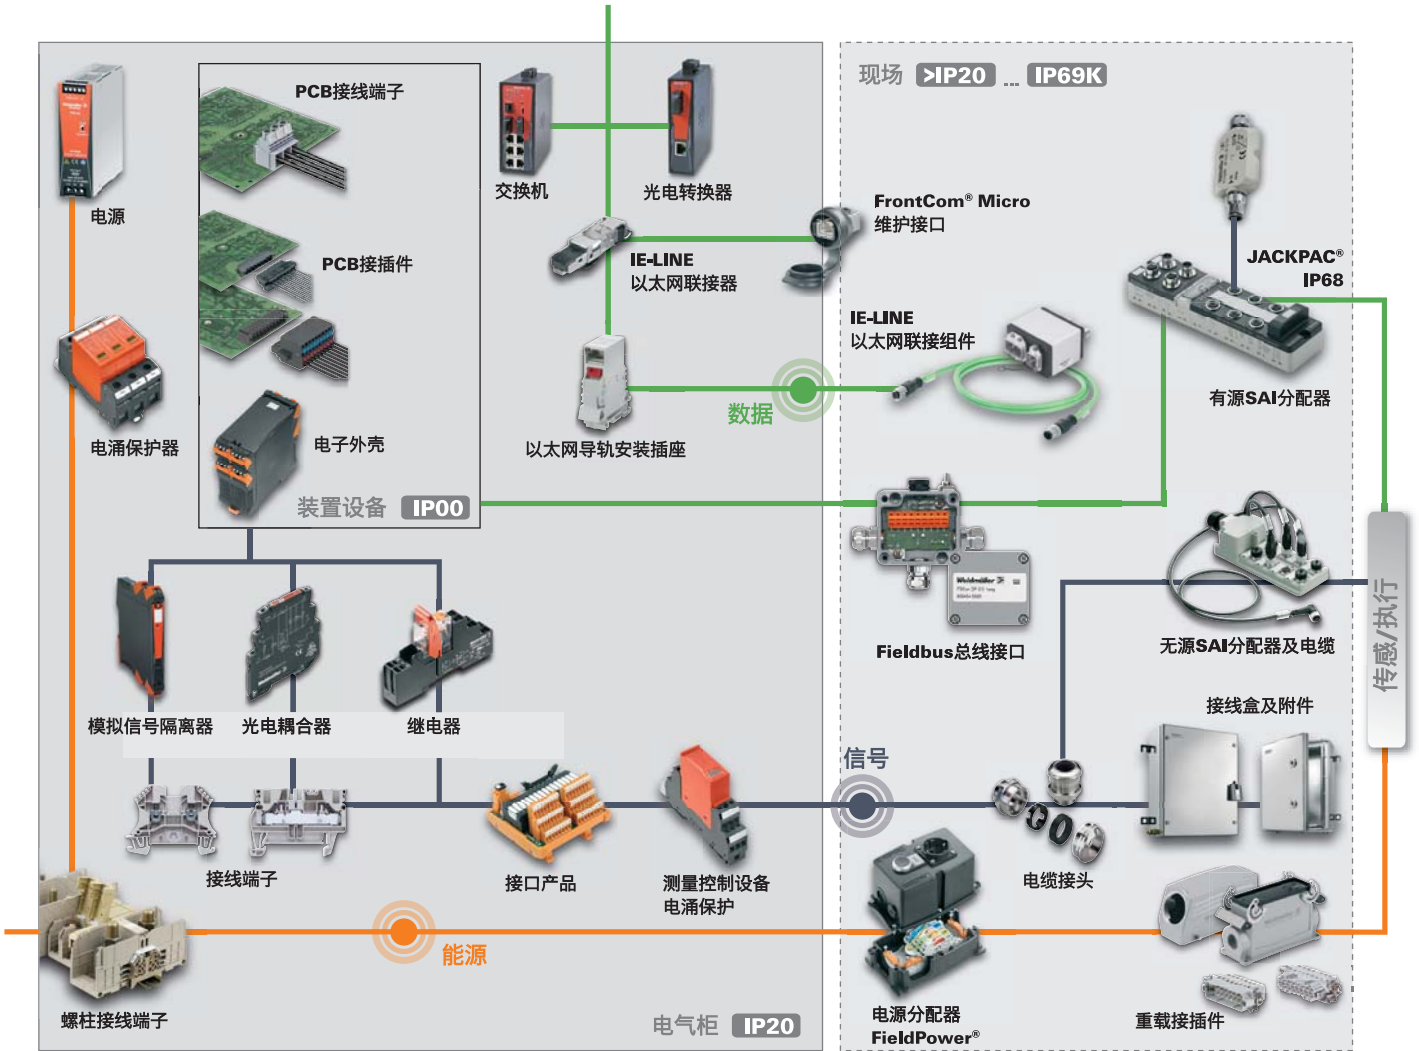 现场 >IP20 ... IP69K
PCB接线端子
交换机
光电转换器
电源
FrontCom® Micro
维护接口
IE-LINE
以太网联接器
PCB接插件
JACKPAC®
IP68
IE-LINE
以太网联接组件
有源SAI分配器
数据
电涌保护器
电子外壳
以太网导轨安装插座
装置设备 IP00
Weidmüller
Fieldbus总线接口
无源SAI分配器及电缆
传感/执行
模拟信号隔离器
光电耦合器
继电器
接线盒及附件
信号
接线端子
接口产品
测量控制设备
电涌保护
电缆接头
能源
螺柱接线端子
电气柜 IP20
电源分配器
FieldPower®
重载接插件